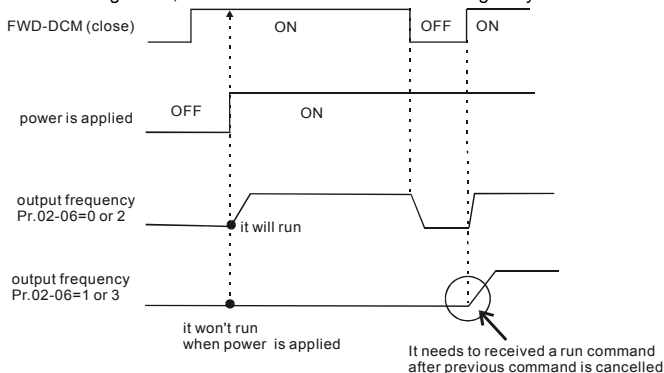 FWD-DCM (close)
ON
OFF
ON
power is applied
OFF
ON
output frequency
Pr.02-06=0 or 2
it will run
output frequency
Pr.02-06=1 or 3
it won't run
when power is applied
It needs to received a run command
after previous command is cancelled